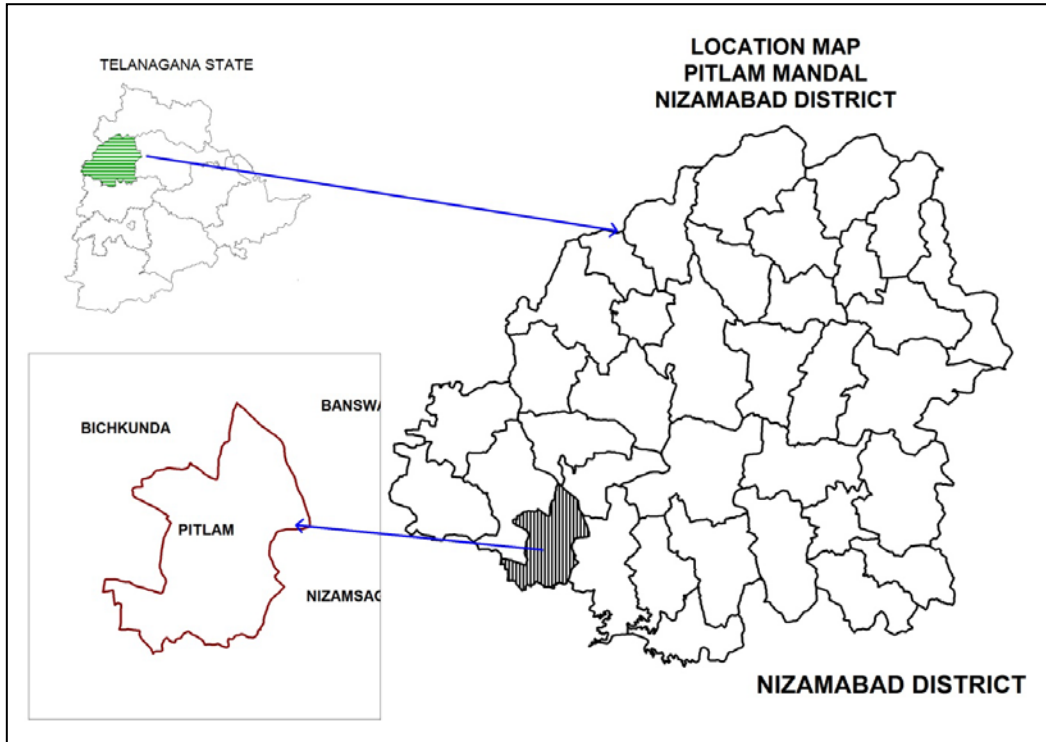 TELANAGANA STATE
LOCATION MAP
PITLAM MANDAL
NIZAMABAD DISTRICT
BANSWA
BICHKUNDA
PITLAM
NIZAMSAG
NIZAMABAD DISTRICT